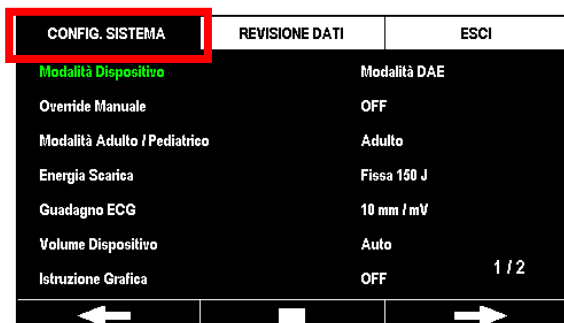 CONFIG. SISTEMA REVISIONE DATI ESCI
Modalità Dispositivo Modalità DAE
Override Manuale OFF
Modalità Adulto / Pediatrico Adulto
Energia Scarica Fissa 150 J
Guadagno ECG 10 mm / mV
Volume Dispositivo Auto
Istruzione Grafica OFF
1 / 2